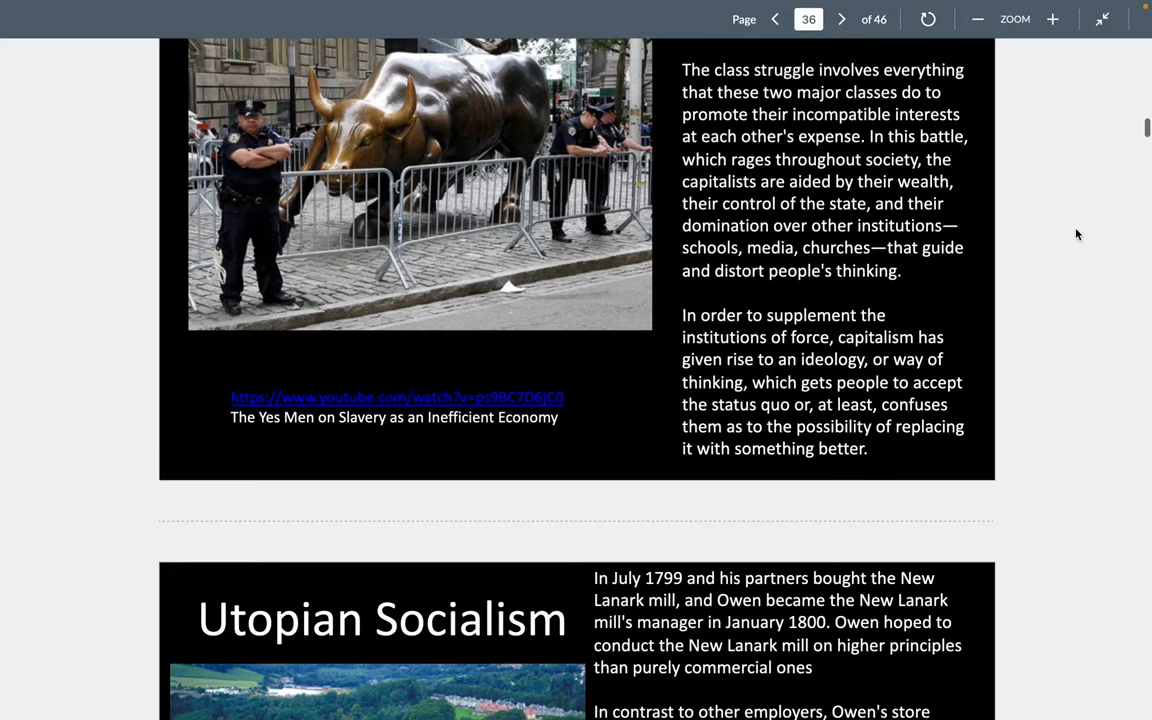 Page
36
of 46
ZOOM
The class struggle involves everything
that these two major classes do to
promote their incompatible interests
at each other's expense. In this battle,
which rages throughout society, the
capitalists are aided by their wealth,
their control of the state, and their
domination over other institutions—
schools, media, churches—that guide
and distort people's thinking.
In order to supplement the
institutions of force, capitalism has
given rise to an ideology, or way of
thinking, which gets people to accept
the status quo or, at least, confuses
them as to the possibility of replacing
it with something better.
https://www.youtube.com/watch?v=ps9BC7D6jC0
The Yes Men on Slavery as an Inefficient Economy
Utopian Socialism
In July 1799 and his partners bought the New
Lanark mill, and Owen became the New Lanark
mill's manager in January 1800. Owen hoped to
conduct the New Lanark mill on higher principles
than purely commercial ones
In contrast to other employers, Owen's store